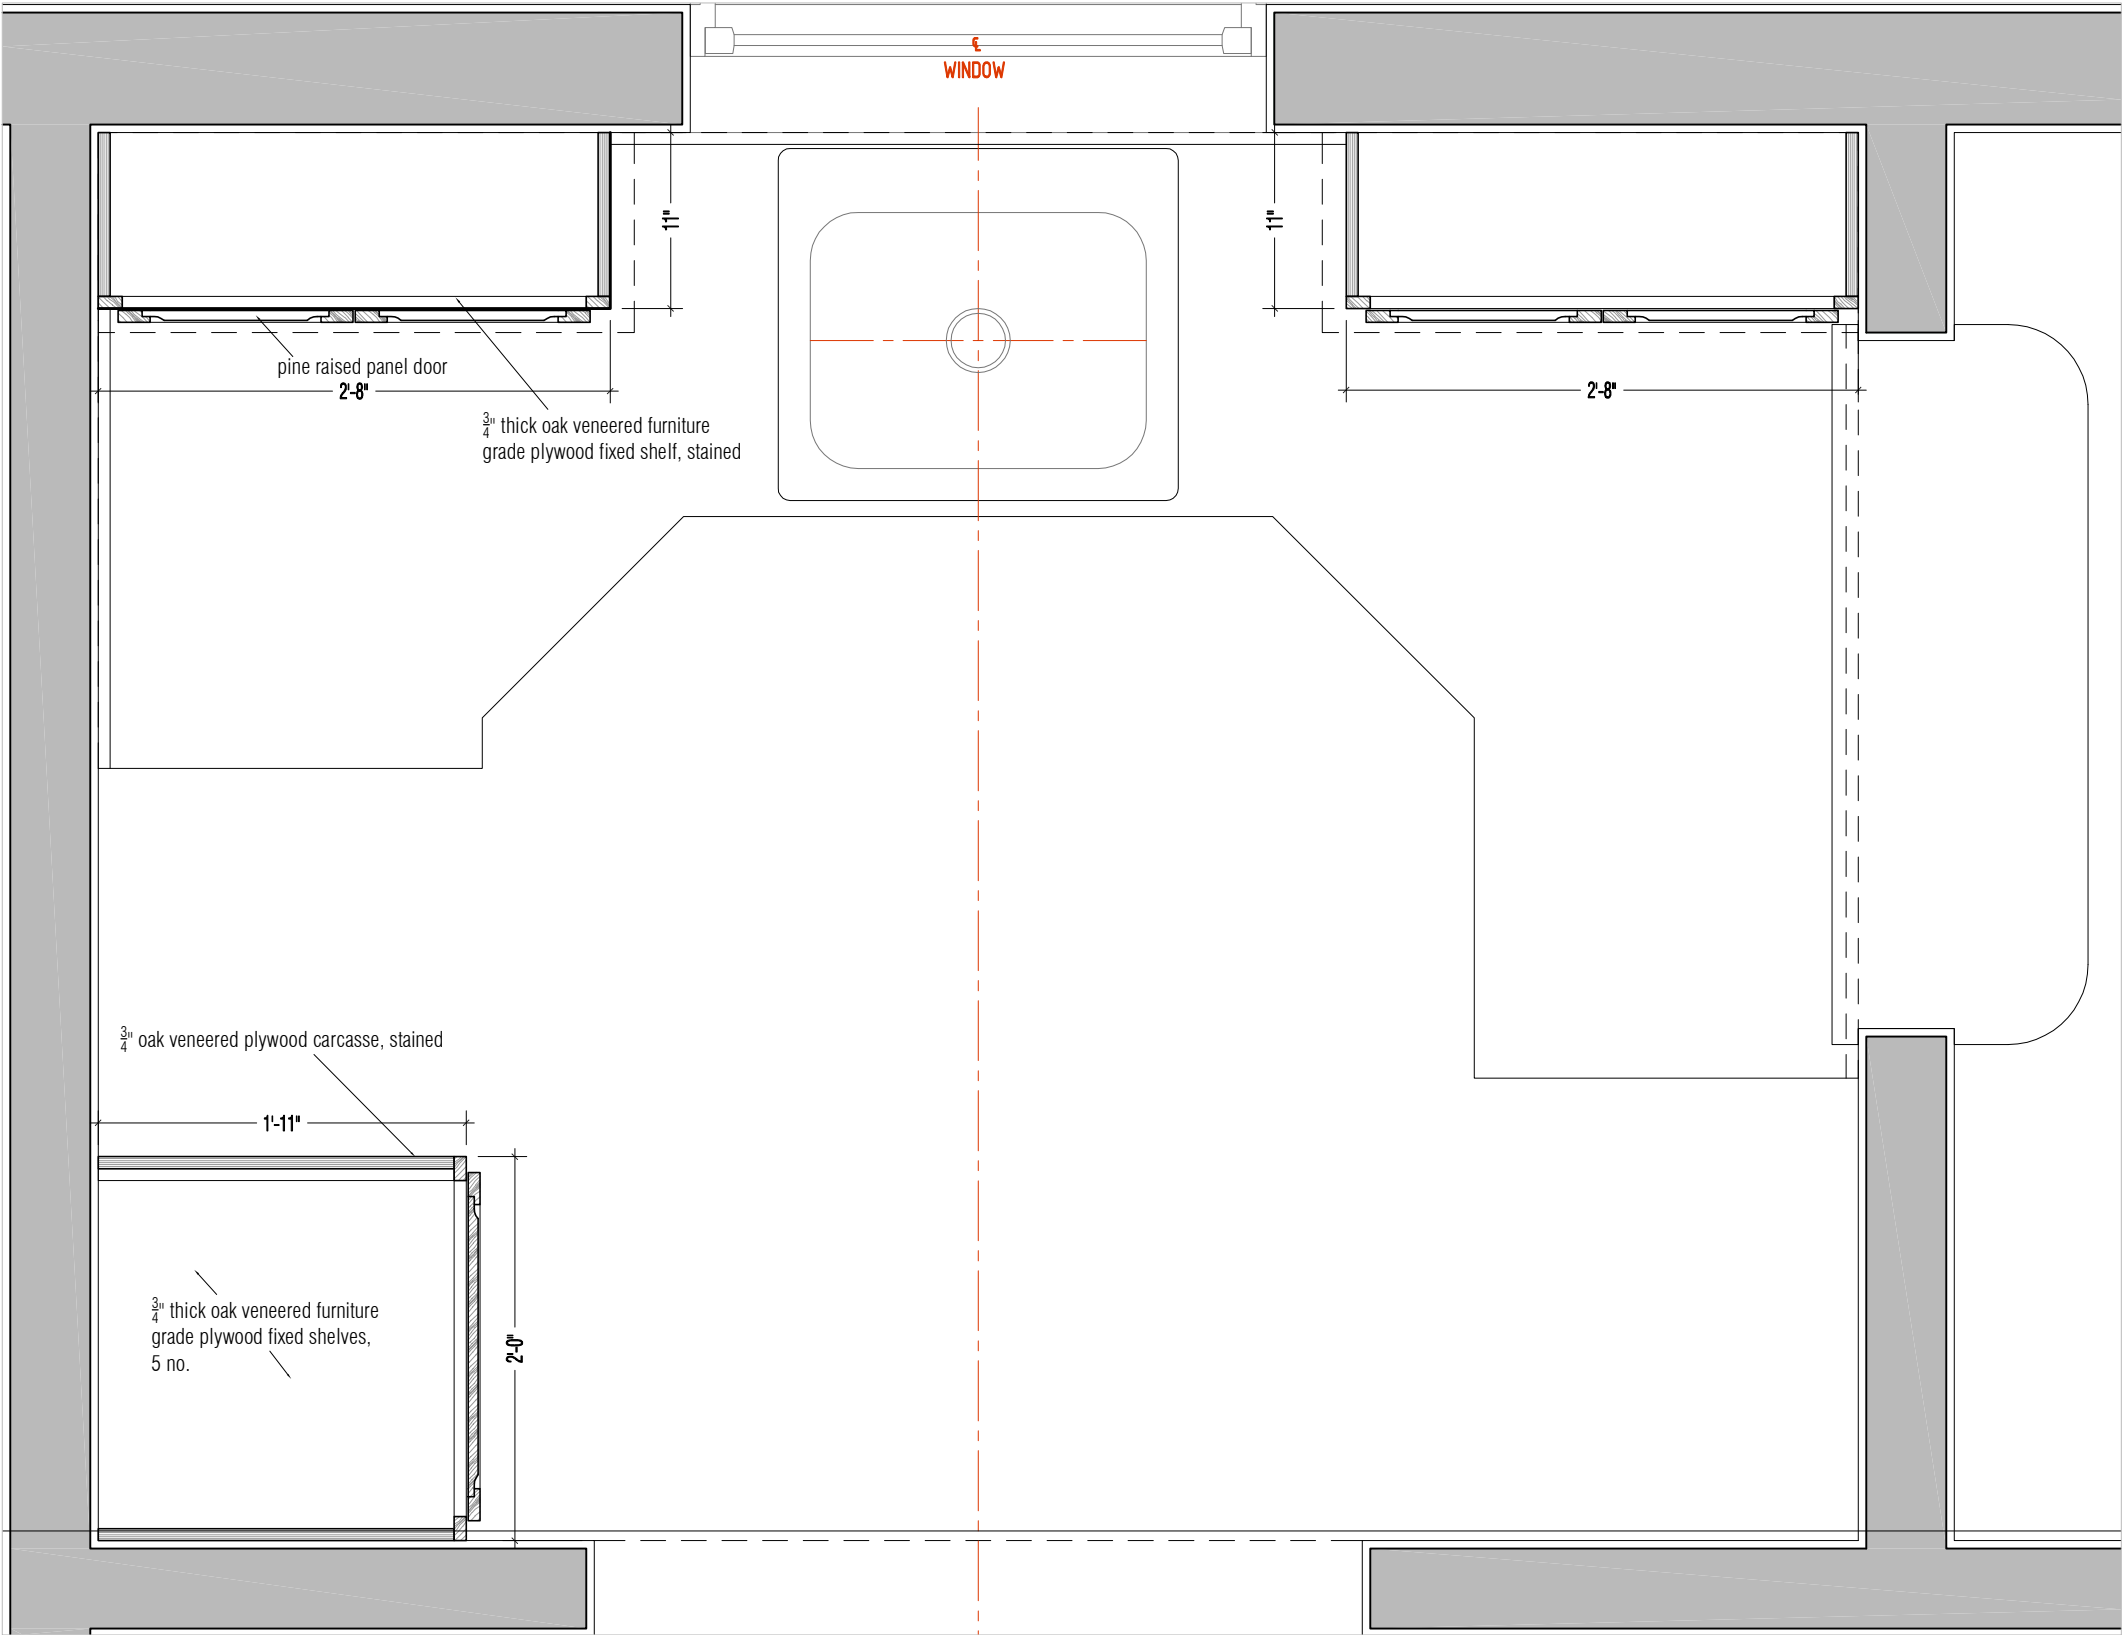 ℄
WINDOW
11"
11"
pine raised panel door
2'-8"
2'-8"
3/4" thick oak veneered furniture
grade plywood fixed shelf, stained
3/4" oak veneered plywood carcasse, stained
1'-11"
3/4" thick oak veneered furniture
grade plywood fixed shelves,
5 no.
2'-0"